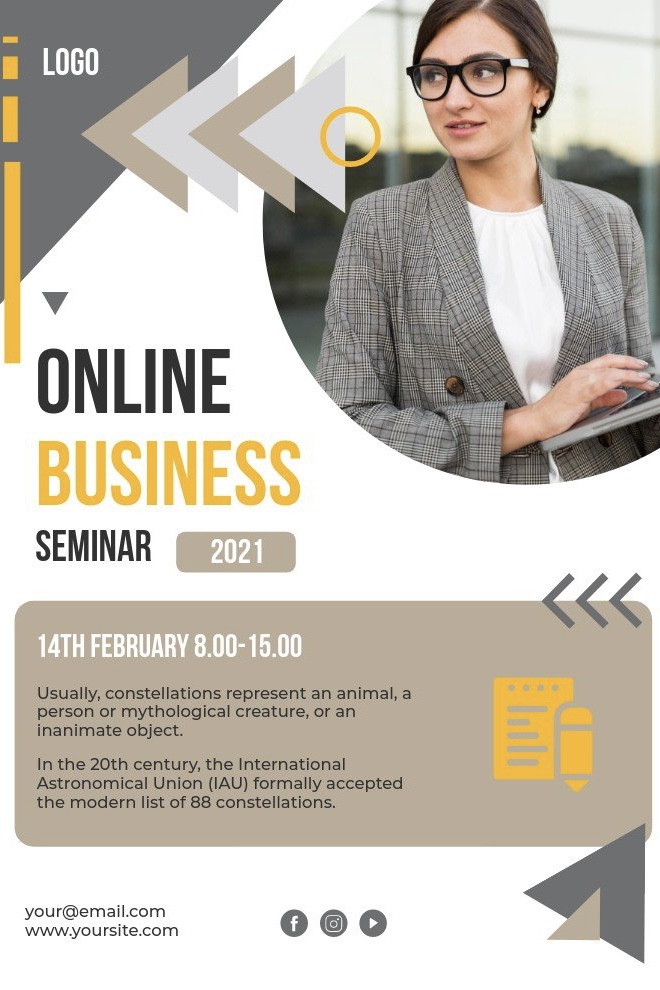 LOGO
ONLINE
BUSINESS
SEMINAR
2021
14TH FEBRUARY 8.00-15.00
Usually, constellations represent an animal, a
person or mythological creature, or an
inanimate object.
In the 20th century, the International
Astronomical Union (IAU) formally accepted
the modern list of 88 constellations.
your@email.com
www.yoursite.com